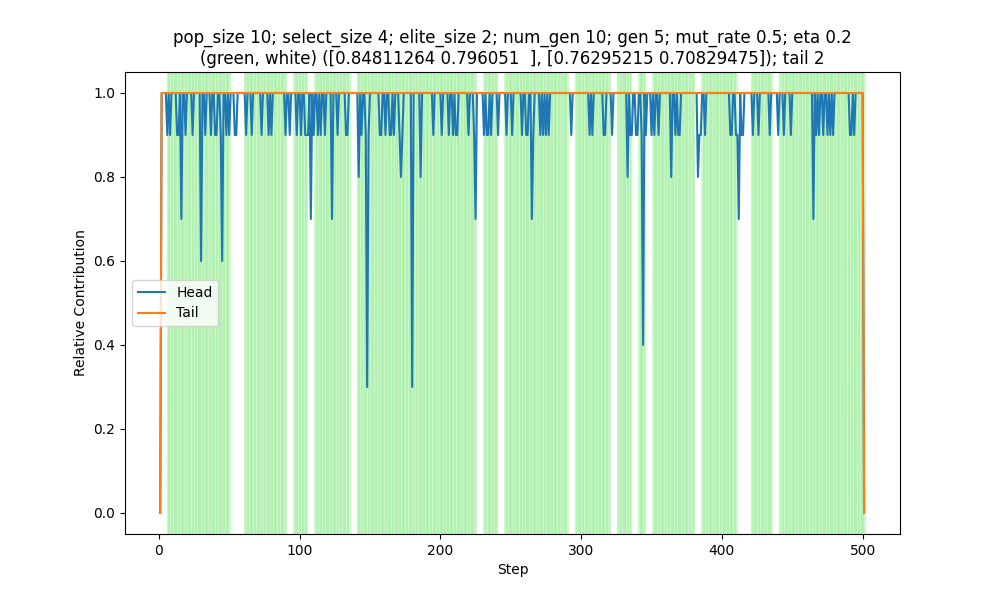 pop_size 10; select_size 4; elite_size 2; num_gen 10; gen 5; mut_rate 0.5; eta 0.2
(green, white) ([0.84811264 0.796051  ], [0.76295215 0.70829475]); tail 2
1.0
0.8
0.6
0.4
0.2
0.0
Relative Contribution
Head
Tail
0
100
200
300
400
500
Step